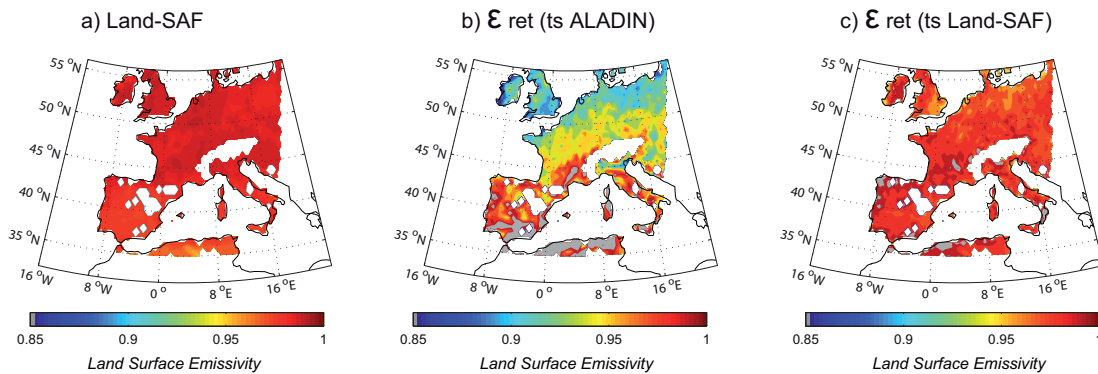 a) Land-SAF
55 °N
50 °N
45 °N
40 °N
35 °N
16 °W
8 °W
0 °
8 °E
16 °E
0.85
0.9
0.95
1
Land Surface Emissivity
b) ε ret (ts ALADIN)
55 °N
50 °N
45 °N
40 °N
35 °N
16 °W
8 °W
0 °
8 °E
16 °E
0.85
0.9
0.95
1
Land Surface Emissivity
c) ε ret (ts Land-SAF)
55 °N
50 °N
45 °N
40 °N
35 °N
16 °W
8 °W
0 °
8 °E
16 °E
0.85
0.9
0.95
1
Land Surface Emissivity